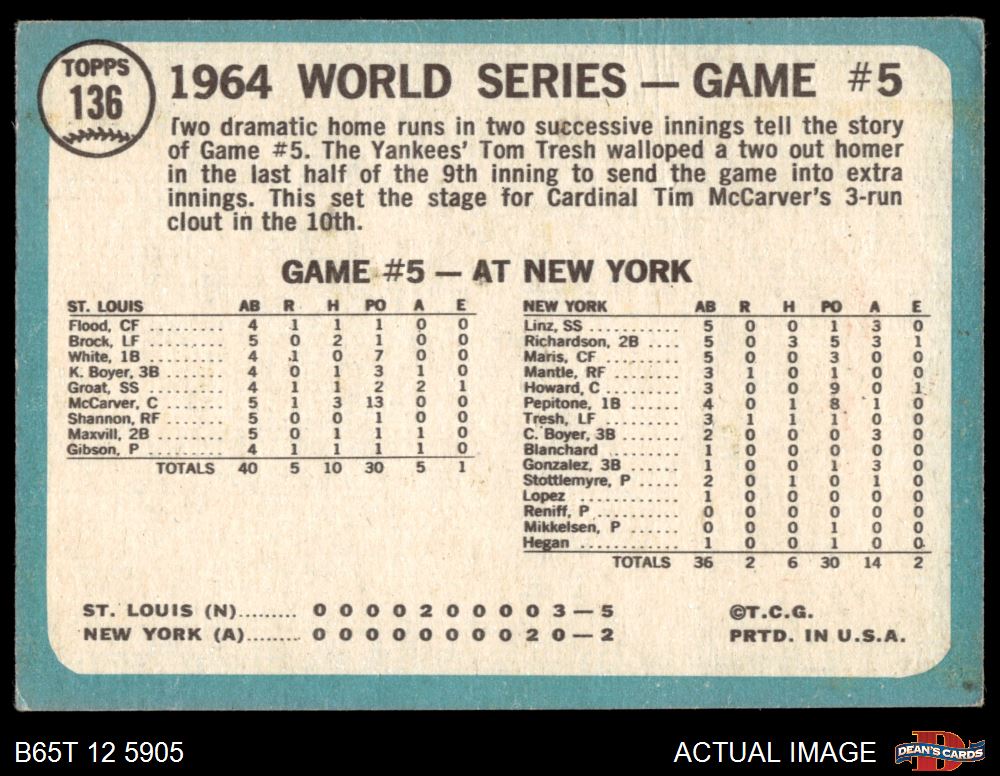 TOPPS
136
1964 WORLD SERIES — GAME #5
Two dramatic home runs in two successive innings tell the story
of Game #5. The Yankees' Tom Tresh walloped a two out homer
in the last half of the 9th inning to send the game into extra
innings. This set the stage for Cardinal Tim McCarver's 3-run
clout in the 10th.
GAME #5 — AT NEW YORK
ST. LOUIS AB R H PO A E
Flood, CF ......... 4 1 1 1 0 0
Brock, LF ......... 5 0 2 1 0 0
White, 1B ......... 4 1 0 7 0 0
K. Boyer, 3B ....... 4 0 1 3 1 0
Groat, SS ......... 4 1 1 2 2 1
McCarver, C ....... 5 1 3 13 0 0
Shannon, RF ....... 5 0 0 1 0 0
Maxvill, 2B ........ 5 0 1 1 1 0
Gibson, P ......... 4 1 1 1 1 0
TOTALS 40 5 10 30 5 1
NEW YORK AB R H PO A E
Linz, SS ........... 5 0 0 1 3 0
Richardson, 2B .... 5 0 3 5 3 1
Maris, CF .......... 5 0 0 3 0 0
Mantle, RF ........ 3 1 0 1 0 0
Howard, C ......... 3 0 0 9 0 1
Pepitone, 1B ...... 4 0 1 8 1 0
Tresh, LF .......... 3 1 1 1 0 0
C. Boyer, 3B ....... 2 0 0 0 3 0
Blanchard ......... 1 0 0 0 0 0
Gonzalez, 3B ...... 1 0 0 1 3 0
Stottlemyre, P ..... 2 0 1 0 1 0
Lopez ............ 1 0 0 0 0 0
Reniff, P ........... 0 0 0 0 0 0
Mikkelsen, P ...... 0 0 0 1 0 0
Hegan ............ 1 0 0 1 0 0
TOTALS 36 2 6 30 14 2
ST. LOUIS (N)......... 0 0 0 0 2 0 0 0 0 3 — 5
NEW YORK (A)........ 0 0 0 0 0 0 0 0 2 0 — 2
©T.C.G.
PRTD. IN U.S.A.
B65T 12 5905
ACTUAL IMAGE
D
DEAN'S CARDS